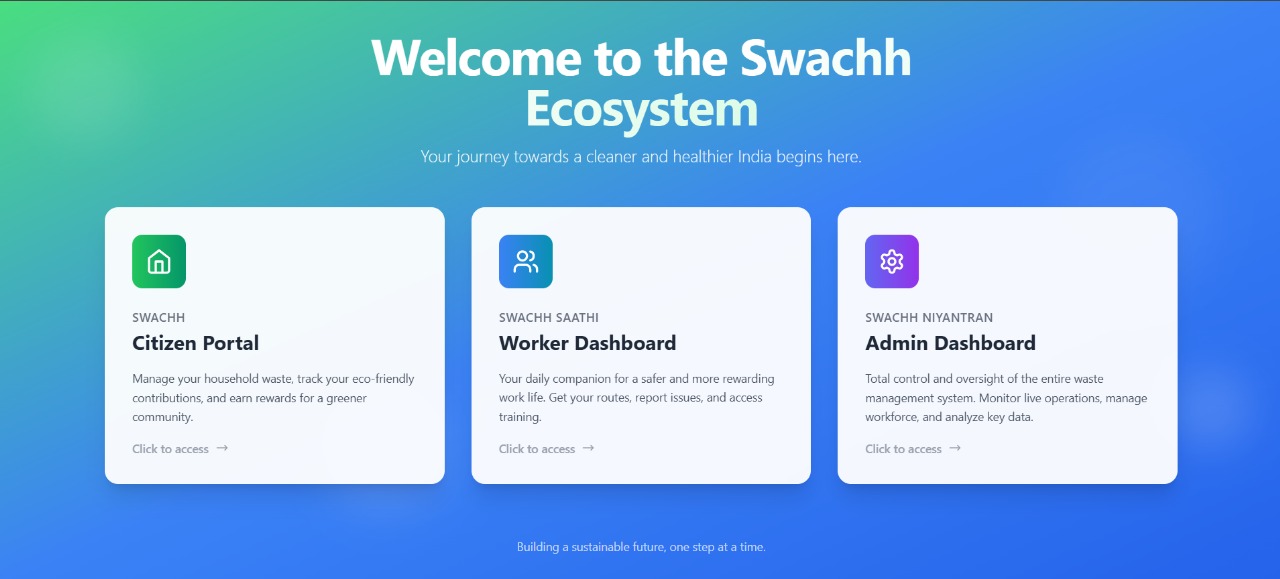 Welcome to the Swachh
Ecosystem
Your journey towards a cleaner and healthier India begins here.
SWACHH
Citizen Portal
Manage your household waste, track your eco-friendly
contributions, and earn rewards for a greener
community.
Click to access →
SWACHH SAATHI
Worker Dashboard
Your daily companion for a safer and more rewarding
work life. Get your routes, report issues, and access
training.
Click to access →
SWACHH NIYANTRAN
Admin Dashboard
Total control and oversight of the entire waste
management system. Monitor live operations, manage
workforce, and analyze key data.
Click to access →
Building a sustainable future, one step at a time.